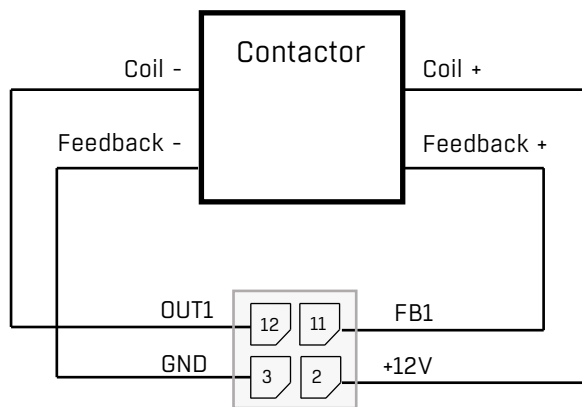 Contactor
Coil -
Coil +
Feedback -
Feedback +
OUT1
12
11
FB1
GND
3
2
+12V